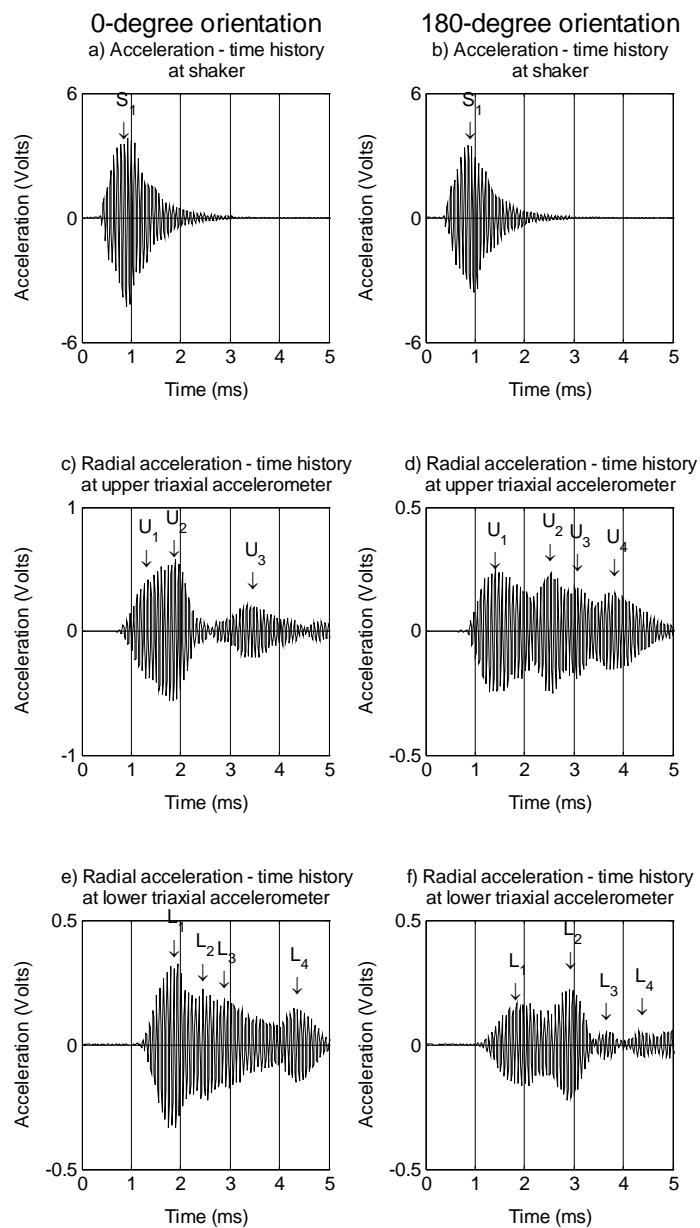 0-degree orientation
a) Acceleration - time history
at shaker
6
S1
Acceleration (Volts)
0
-6
0 1 2 3 4 5
Time (ms)
180-degree orientation
b) Acceleration - time history
at shaker
6
S1
Acceleration (Volts)
0
-6
0 1 2 3 4 5
Time (ms)
c) Radial acceleration - time history
at upper triaxial accelerometer
1
U1 U2 U3
Acceleration (Volts)
0
-1
0 1 2 3 4 5
Time (ms)
d) Radial acceleration - time history
at upper triaxial accelerometer
0.5
U1 U2 U3 U4
Acceleration (Volts)
0
-0.5
0 1 2 3 4 5
Time (ms)
e) Radial acceleration - time history
at lower triaxial accelerometer
0.5
L1 L2 L3 L4
Acceleration (Volts)
0
-0.5
0 1 2 3 4 5
Time (ms)
f) Radial acceleration - time history
at lower triaxial accelerometer
0.5
L1 L2 L3 L4
Acceleration (Volts)
0
-0.5
0 1 2 3 4 5
Time (ms)